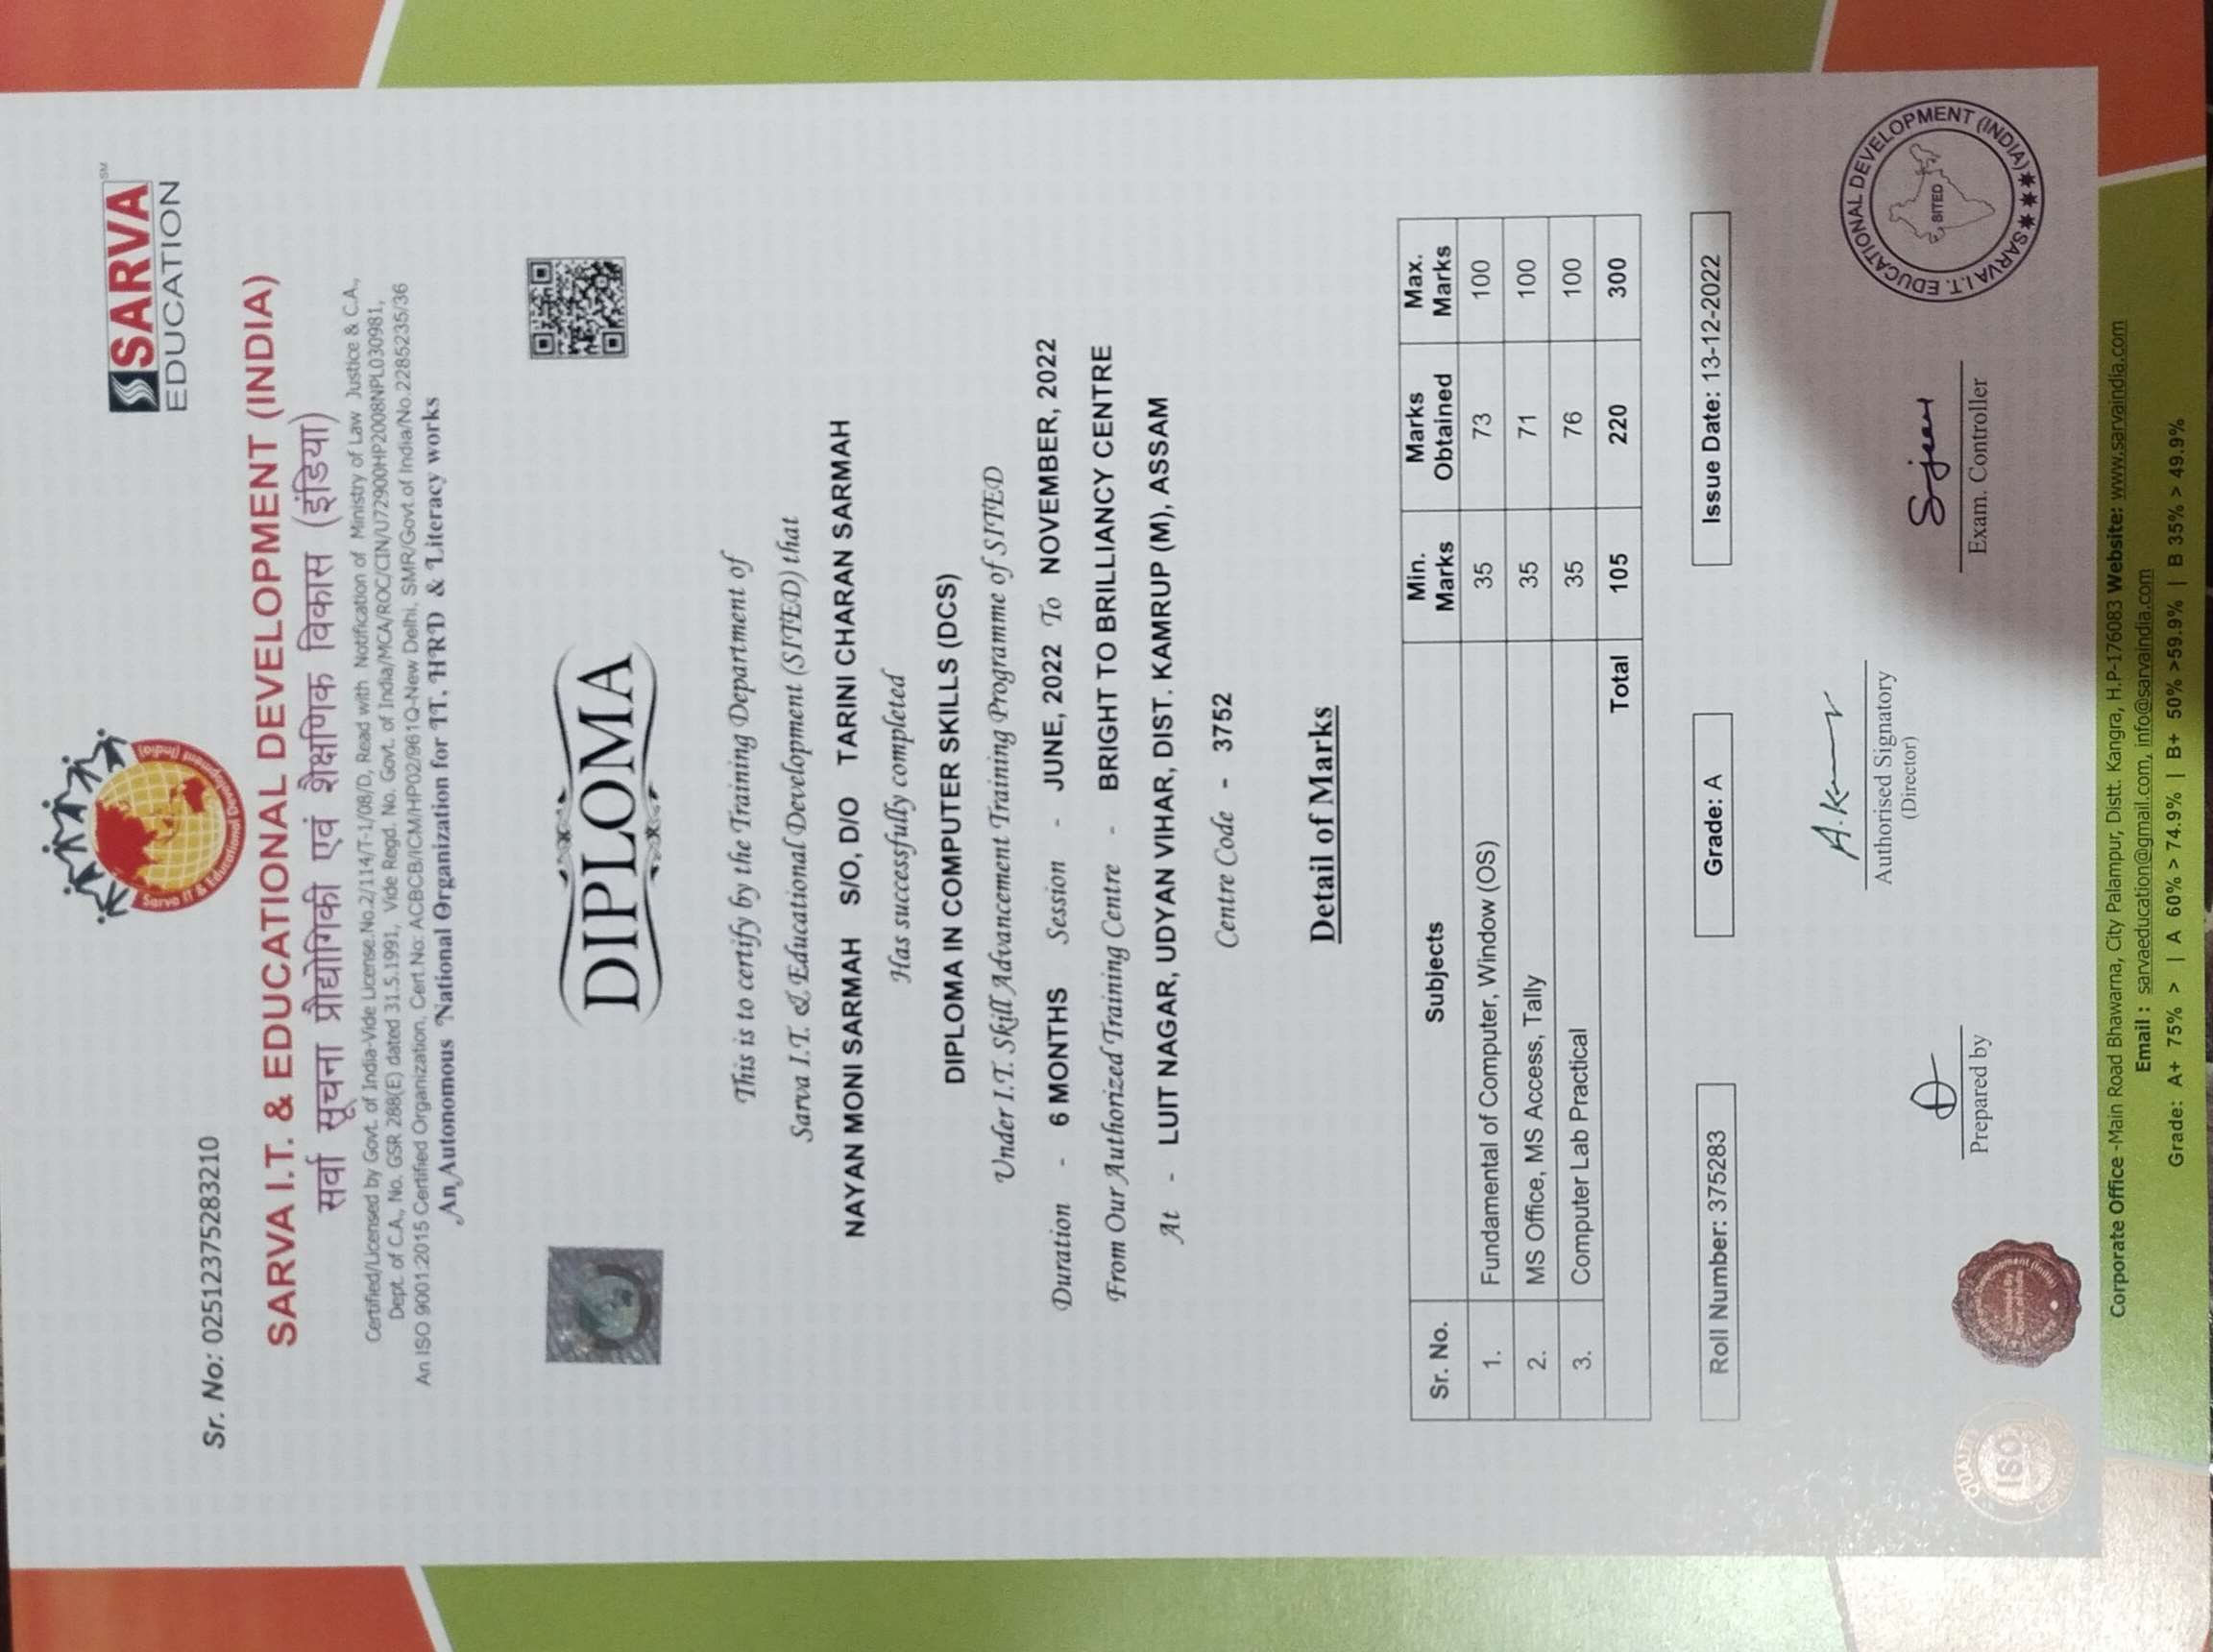 Sr. No: 02512375283210
SARVA
SM
EDUCATION
Sarva IT & Educational Development (India)
SARVA I.T. & EDUCATIONAL DEVELOPMENT (INDIA)
सर्वा सूचना प्रौद्योगिकी एवं शैक्षणिक विकास (इंडिया)
Certified/Licensed by Govt. of India-Vide License.No.2/114/T-1/08/D, Read with Notification of Ministry of Law Justice & C.A.,
Dept. of C.A., No. GSR 288(E) dated 31.5.1991, Vide Regd. No. Govt. of India/MCA/ROC/CIN/U72900HP2008NPL030981,
An ISO 9001:2015 Certified Organization, Cert.No: ACBCB/ICM/HP02/961Q-New Delhi, SMR/Govt of India/No.2285235/36
An Autonomous National Organization for IT, HRD & Literacy works
DIPLOMA
This is to certify by the Training Department of
Sarva I.T. & Educational Development (SITED) that
NAYAN MONI SARMAH S/O, D/O TARINI CHARAN SARMAH
Has successfully completed
DIPLOMA IN COMPUTER SKILLS (DCS)
Under I.T. Skill Advancement Training Programme of SITED
Duration - 6 MONTHS Session - JUNE, 2022 To NOVEMBER, 2022
From Our Authorized Training Centre - BRIGHT TO BRILLIANCY CENTRE
At - LUIT NAGAR, UDYAN VIHAR, DIST. KAMRUP (M), ASSAM
Centre Code - 3752
Detail of Marks
Sr. No. Subjects Min. Marks Marks Obtained Max. Marks
1. Fundamental of Computer, Window (OS) 35 73 100
2. MS Office, MS Access, Tally 35 71 100
3. Computer Lab Practical 35 76 100
Total 105 220 300
Roll Number: 375283 Grade: A Issue Date: 13-12-2022
A.Kumar
Prepared by
Authorised Signatory
(Director)
Exam. Controller
SARVA I.T. EDUCATIONAL DEVELOPMENT (INDIA)
SITED
ISO
Corporate Office -Main Road Bhawarna, City Palampur, Distt. Kangra, H.P-176083 Website: www.sarvaindia.com
Email : sarvaeducation@gmail.com, info@sarvaindia.com
Grade: A+ 75% > | A 60% > 74.9% | B+ 50% >59.9% | B 35% > 49.9%